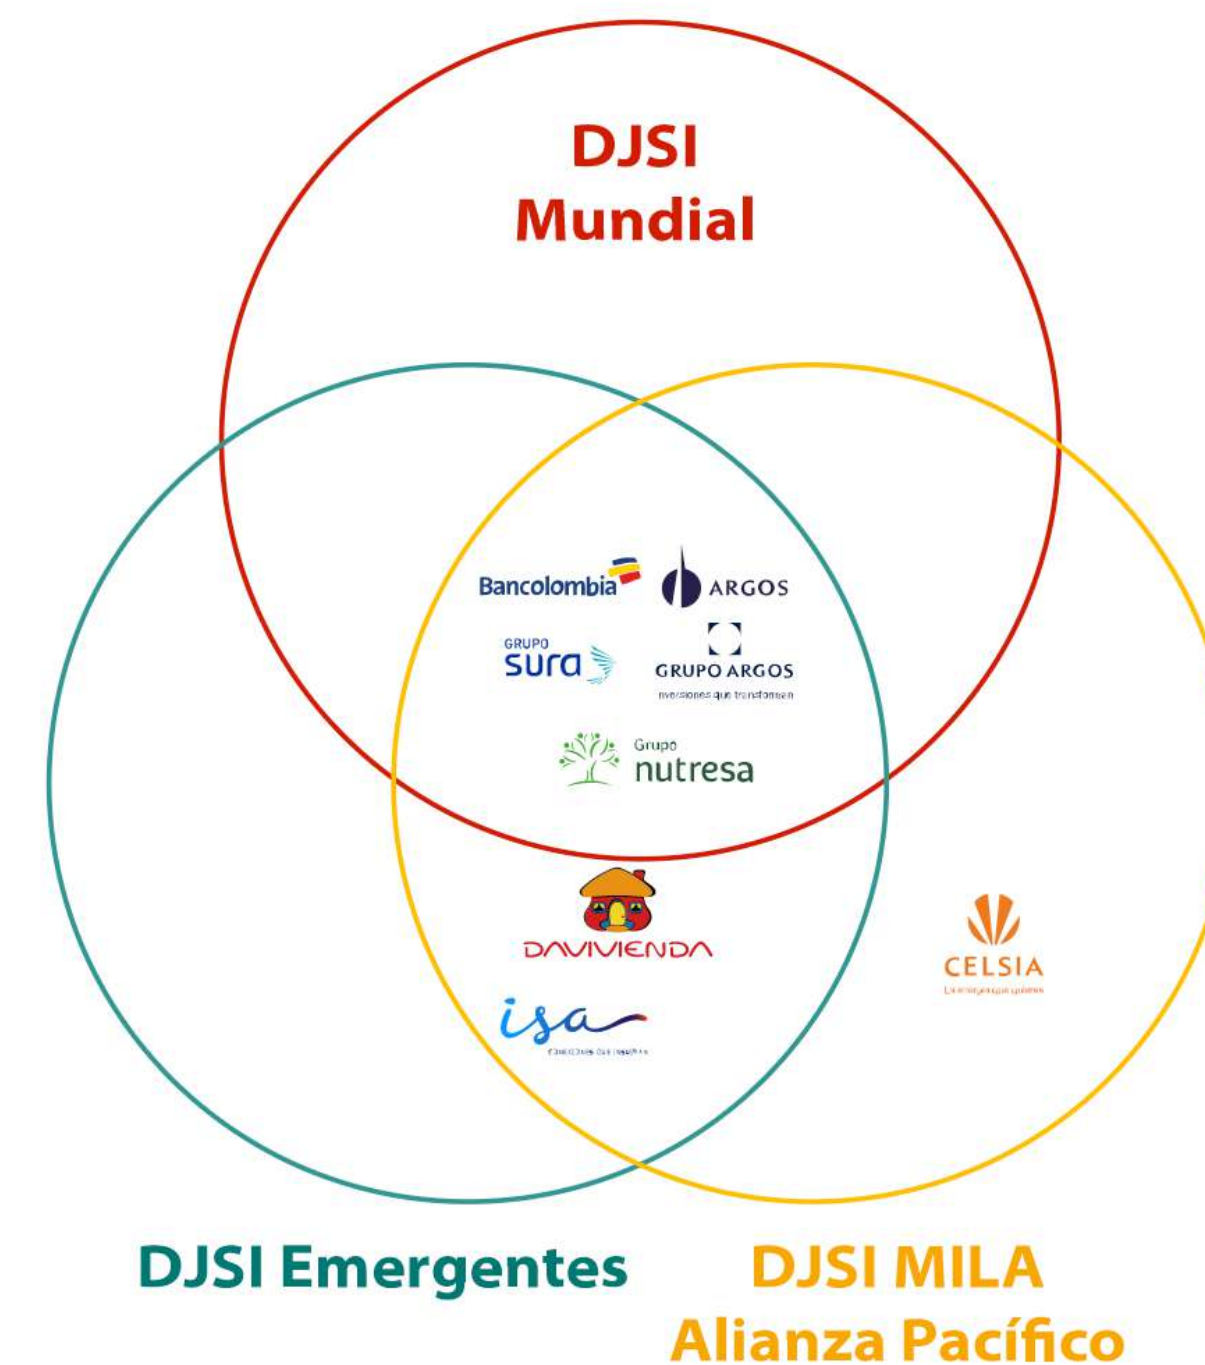 DJSI
Mundial
Bancolombia
ARGOS
GRUPO
sura
GRUPO ARGOS
Inversiones que transforman
Grupo
nutresa
DAVIVIENDA
isa
CELSIA
DJSI Emergentes
DJSI MILA
Alianza Pacífico